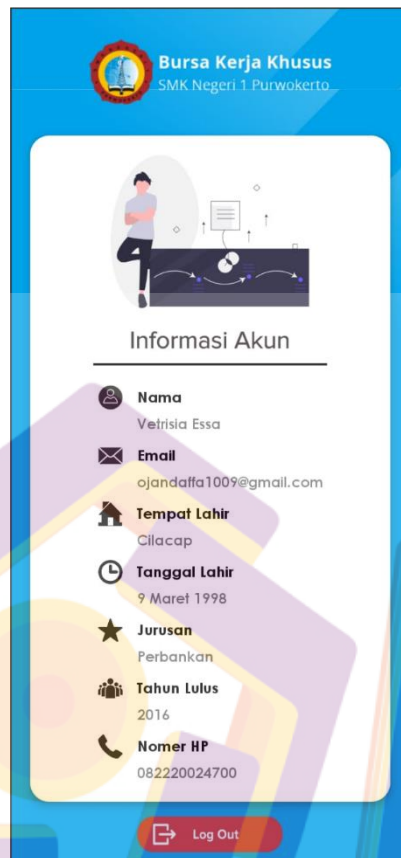 Bursa Kerja Khusus
SMK Negeri 1 Purwokerto
Informasi Akun
Nama
Vetrisia Essa
Email
ojandaffa1009@gmail.com
Tempat Lahir
Cilacap
Tanggal Lahir
9 Maret 1998
Jurusan
Perbankan
Tahun Lulus
2016
Nomer HP
082220024700
Log Out